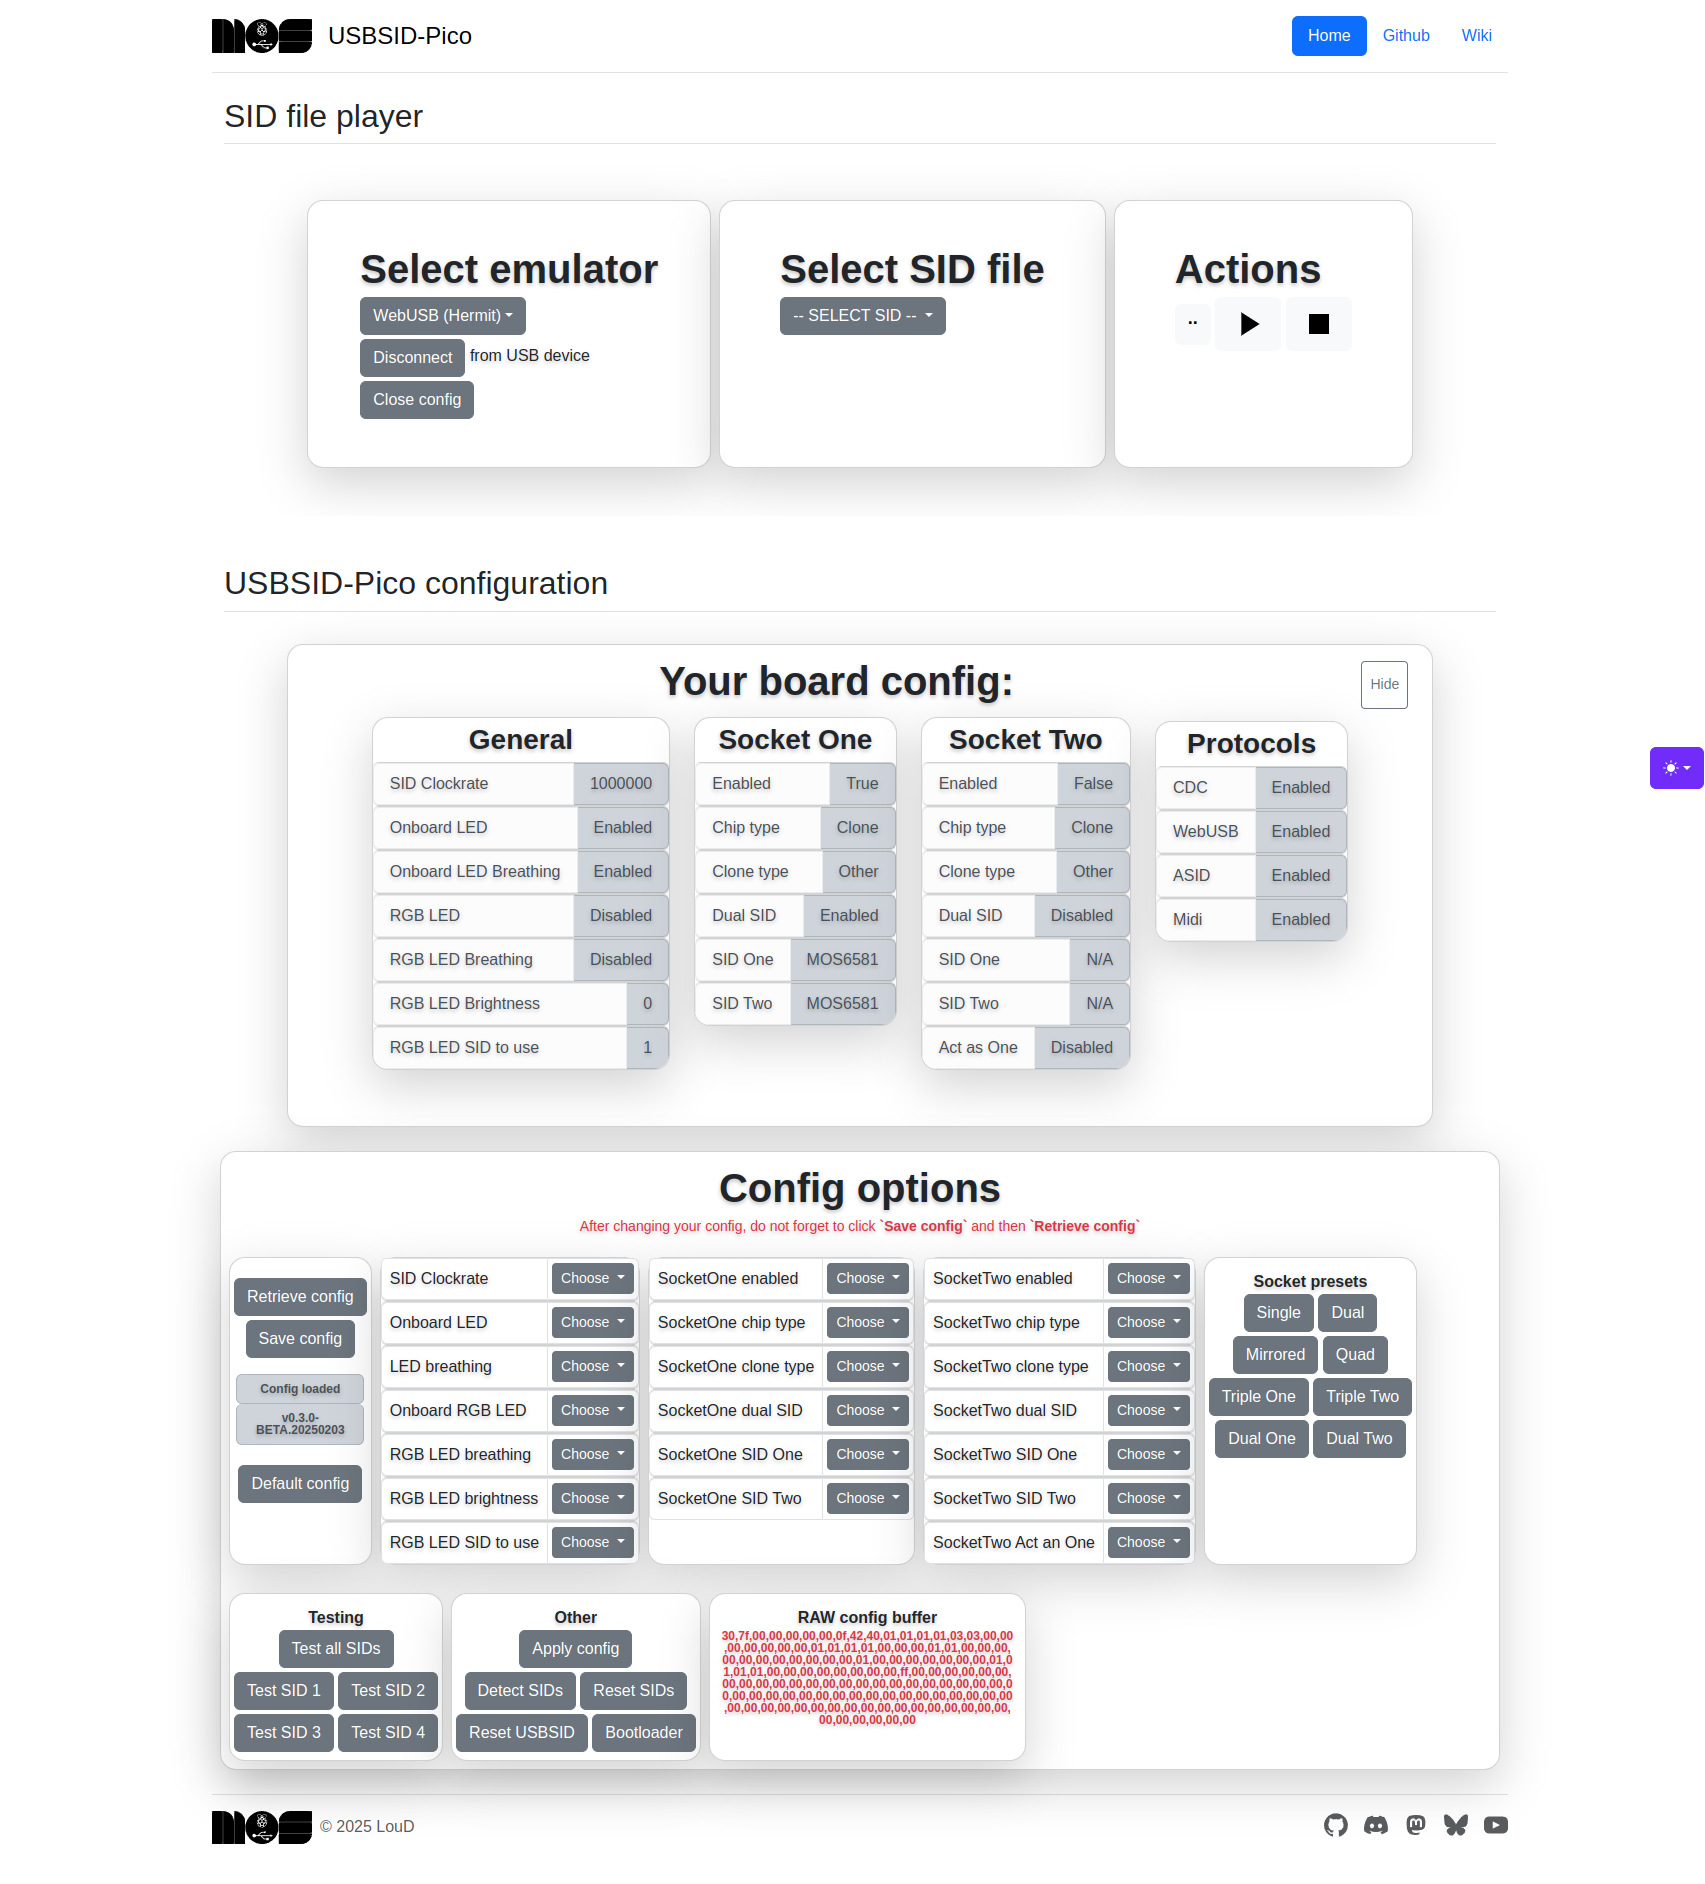 USBSID-Pico
Home
Github
Wiki
SID file player
Select emulator
WebUSB (Hermit)
Disconnect from USB device
Close config
Select SID file
-- SELECT SID --
Actions
..
USBSID-Pico configuration
Your board config:
Hide
General
SID Clockrate 1000000
Onboard LED Enabled
Onboard LED Breathing Enabled
RGB LED Disabled
RGB LED Breathing Disabled
RGB LED Brightness 0
RGB LED SID to use 1
Socket One
Enabled True
Chip type Clone
Clone type Other
Dual SID Enabled
SID One MOS6581
SID Two MOS6581
Socket Two
Enabled False
Chip type Clone
Clone type Other
Dual SID Disabled
SID One N/A
SID Two N/A
Act as One Disabled
Protocols
CDC Enabled
WebUSB Enabled
ASID Enabled
Midi Enabled
Config options
After changing your config, do not forget to click `Save config` and then `Retrieve config`
Retrieve config
Save config
Config loaded
v0.3.0-
BETA.20250203
Default config
SID Clockrate Choose
Onboard LED Choose
LED breathing Choose
Onboard RGB LED Choose
RGB LED breathing Choose
RGB LED brightness Choose
RGB LED SID to use Choose
SocketOne enabled Choose
SocketOne chip type Choose
SocketOne clone type Choose
SocketOne dual SID Choose
SocketOne SID One Choose
SocketOne SID Two Choose
SocketTwo enabled Choose
SocketTwo chip type Choose
SocketTwo clone type Choose
SocketTwo dual SID Choose
SocketTwo SID One Choose
SocketTwo SID Two Choose
SocketTwo Act an One Choose
Socket presets
Single Dual
Mirrored Quad
Triple One Triple Two
Dual One Dual Two
Testing
Test all SIDs
Test SID 1 Test SID 2
Test SID 3 Test SID 4
Other
Apply config
Detect SIDs Reset SIDs
Reset USBSID Bootloader
RAW config buffer
30,7f,00,00,00,00,00,0f,42,40,01,01,01,01,03,03,00,00
,00,00,00,00,00,01,01,01,01,00,00,00,01,01,00,00,00,
00,00,00,00,00,00,00,00,01,00,00,00,00,00,00,00,01,0
1,01,01,00,00,00,00,00,00,00,00,ff,00,00,00,00,00,00,
00,00,00,00,00,00,00,00,00,00,00,00,00,00,00,00,00,0
0,00,00,00,00,00,00,00,00,00,00,00,00,00,00,00,00,00
,00,00,00,00,00,00,00,00,00,00,00,00,00,00,00,00,00,
00,00,00,00,00,00
© 2025 LouD